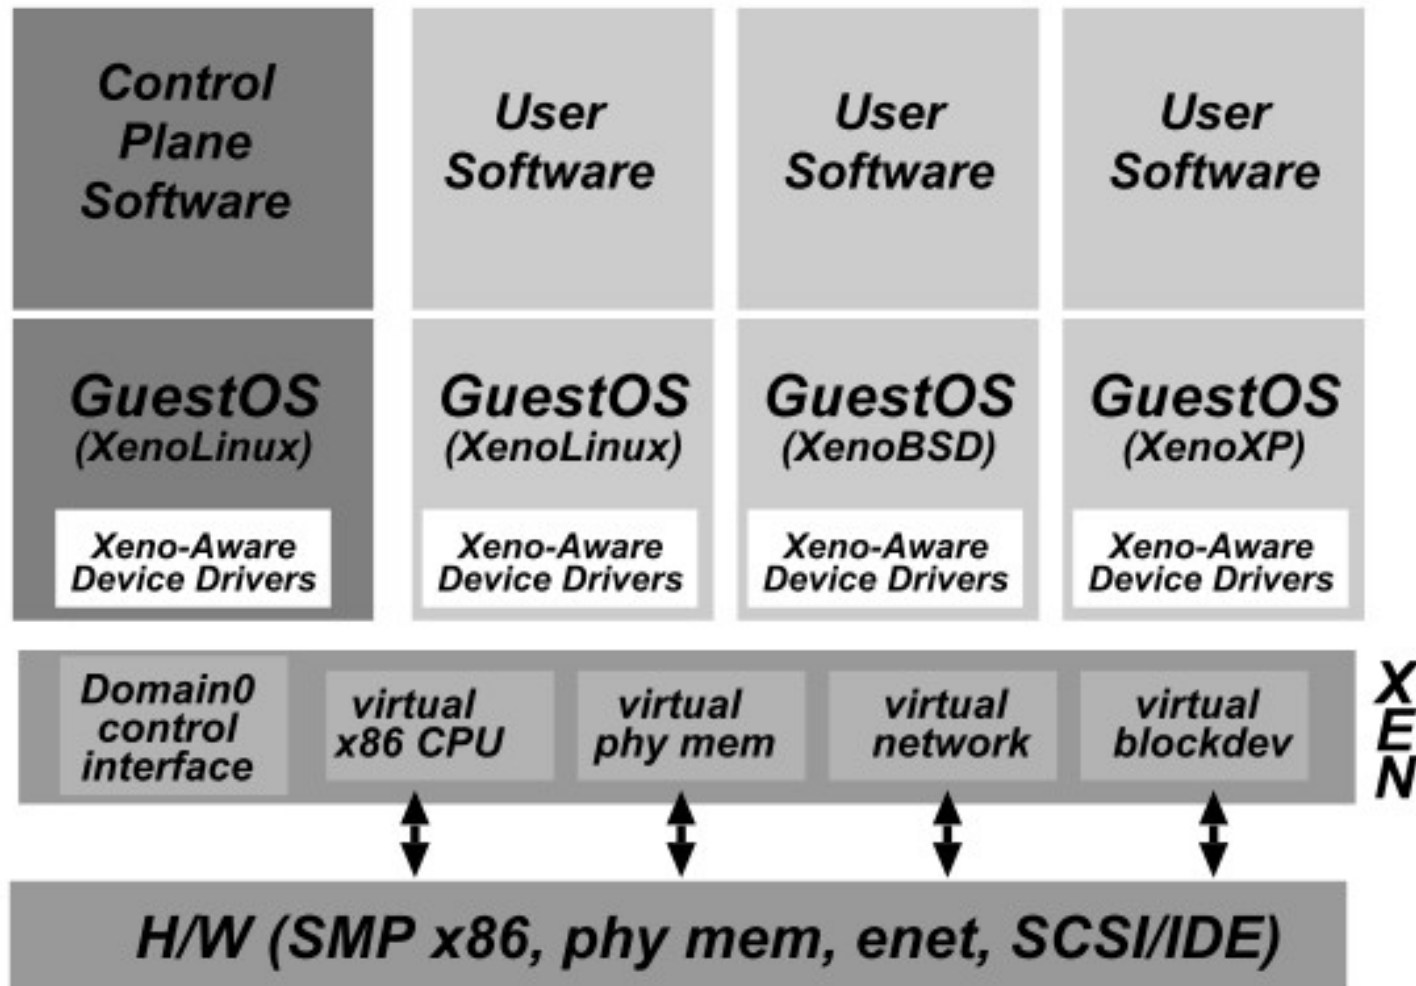 Control
Plane
Software
User
Software
User
Software
User
Software
GuestOS
(XenoLinux)
GuestOS
(XenoLinux)
GuestOS
(XenoBSD)
GuestOS
(XenoXP)
Xeno-Aware
Device Drivers
Xeno-Aware
Device Drivers
Xeno-Aware
Device Drivers
Xeno-Aware
Device Drivers
Domain0
control
interface
virtual
x86 CPU
virtual
phy mem
virtual
network
virtual
blockdev
X
E
N
H/W (SMP x86, phy mem, enet, SCSI/IDE)